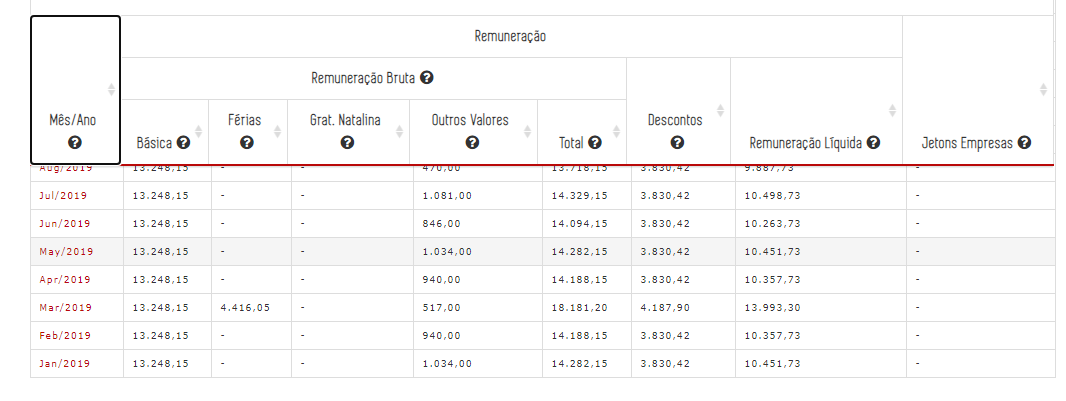 Remuneração
Remuneração Bruta ?
Mês/Ano ?
Básica ?
Férias ?
Grat. Natalina ?
Outros Valores ?
Total ?
Descontos ?
Remuneração Líquida ?
Jetons Empresas ?
Aug/2019 13.248,15 - - 470,00 13.718,15 3.830,42 9.887,73 -
Jul/2019 13.248,15 - - 1.081,00 14.329,15 3.830,42 10.498,73 -
Jun/2019 13.248,15 - - 846,00 14.094,15 3.830,42 10.263,73 -
May/2019 13.248,15 - - 1.034,00 14.282,15 3.830,42 10.451,73 -
Apr/2019 13.248,15 - - 940,00 14.188,15 3.830,42 10.357,73 -
Mar/2019 13.248,15 4.416,05 - 517,00 18.181,20 4.187,90 13.993,30 -
Feb/2019 13.248,15 - - 940,00 14.188,15 3.830,42 10.357,73 -
Jan/2019 13.248,15 - - 1.034,00 14.282,15 3.830,42 10.451,73 -